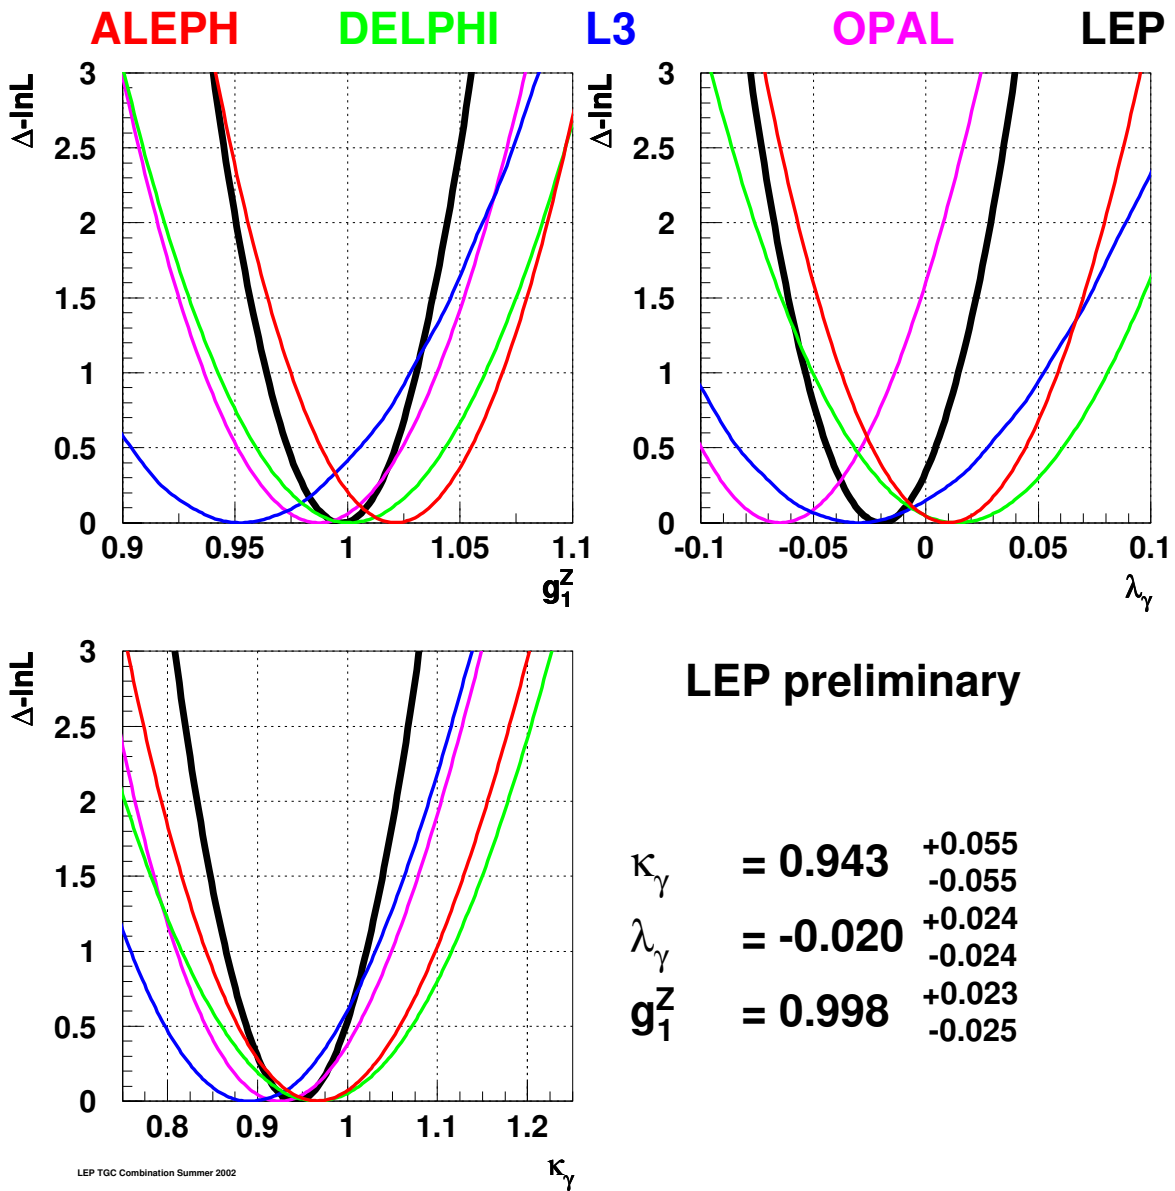 ALEPH DELPHI L3 OPAL LEP
Δ-lnL
3
2.5
2
1.5
1
0.5
0
0.9 0.95 1 1.05 1.1
g₁ᶻ
Δ-lnL
3
2.5
2
1.5
1
0.5
0
-0.1 -0.05 0 0.05 0.1
λᵧ
Δ-lnL
3
2.5
2
1.5
1
0.5
0
0.8 0.9 1 1.1 1.2
κᵧ
LEP preliminary
κᵧ = 0.943 +0.055 -0.055
λᵧ = -0.020 +0.024 -0.024
g₁ᶻ = 0.998 +0.023 -0.025
LEP TGC Combination Summer 2002